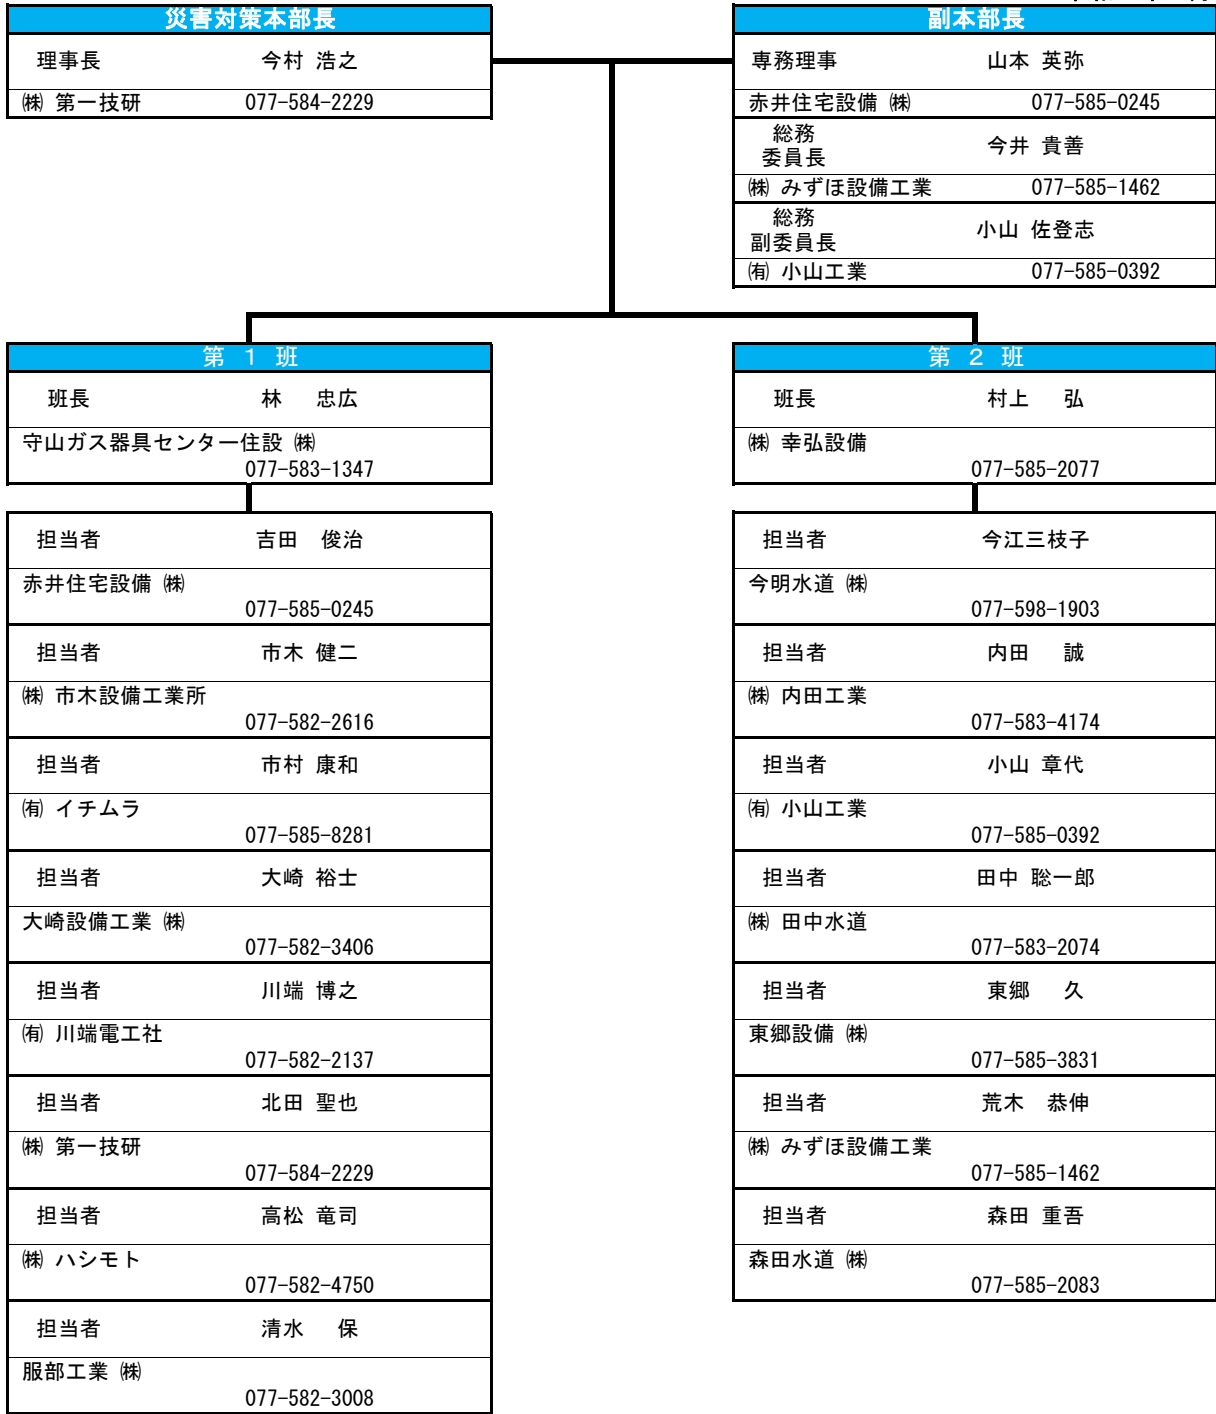 災害対策本部長
理事長 今村 浩之
㈱ 第一技研 077-584-2229
副本部長
専務理事 山本 英弥
赤井住宅設備 ㈱ 077-585-0245
総務
委員長 今井 貴善
㈱ みずほ設備工業 077-585-1462
総務
副委員長 小山 佐登志
㈲ 小山工業 077-585-0392
第 1 班
班長 林 忠広
守山ガス器具センター住設 ㈱
077-583-1347
担当者 吉田 俊治
赤井住宅設備 ㈱
077-585-0245
担当者 市木 健二
㈱ 市木設備工業所
077-582-2616
担当者 市村 康和
㈲ イチムラ
077-585-8281
担当者 大崎 裕士
大崎設備工業 ㈱
077-582-3406
担当者 川端 博之
㈲ 川端電工社
077-582-2137
担当者 北田 聖也
㈱ 第一技研
077-584-2229
担当者 高松 竜司
㈱ ハシモト
077-582-4750
担当者 清水 保
服部工業 ㈱
077-582-3008
第 2 班
班長 村上 弘
㈱ 幸弘設備
077-585-2077
担当者 今江三枝子
今明水道 ㈱
077-598-1903
担当者 内田 誠
㈱ 内田工業
077-583-4174
担当者 小山 章代
㈲ 小山工業
077-585-0392
担当者 田中 聡一郎
㈱ 田中水道
077-583-2074
担当者 東郷 久
東郷設備 ㈱
077-585-3831
担当者 荒木 恭伸
㈱ みずほ設備工業
077-585-1462
担当者 森田 重吾
森田水道 ㈱
077-585-2083